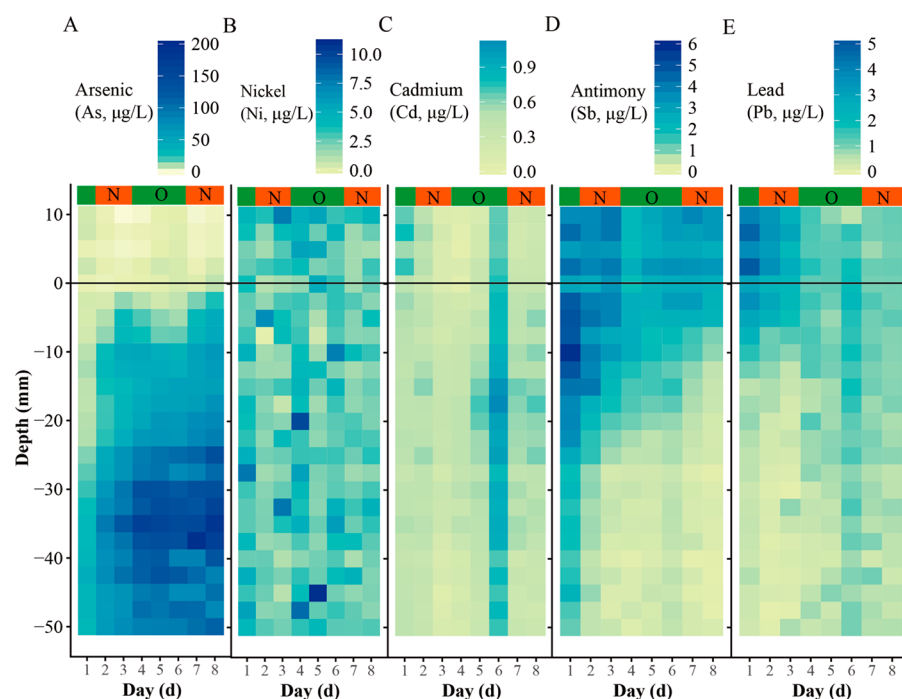 A
B
C
D
E
Arsenic
(As, μg/L)
200
150
100
50
0
Nickel
(Ni, μg/L)
10.0
7.5
5.0
2.5
0.0
Cadmium
(Cd, μg/L)
0.9
0.6
0.3
0.0
Antimony
(Sb, μg/L)
6
5
4
3
2
1
0
Lead
(Pb, μg/L)
5
4
3
2
1
0
N O N
N O N
N O N
N O N
N O N
Depth (mm)
10
0
−10
−20
−30
−40
−50
1 2 3 4 5 6 7 8
1 2 3 4 5 6 7 8
1 2 3 4 5 6 7 8
1 2 3 4 5 6 7 8
1 2 3 4 5 6 7 8
Day (d)
Day (d)
Day (d)
Day (d)
Day (d)